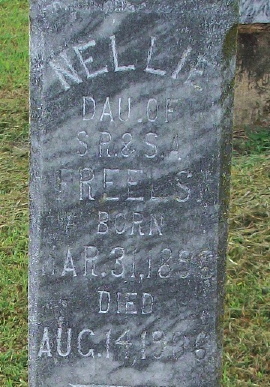 NELLIE
DAU. OF
S.R. & S.A.
FREELS
BORN
MAR. 31,
DIED
AUG. 14,